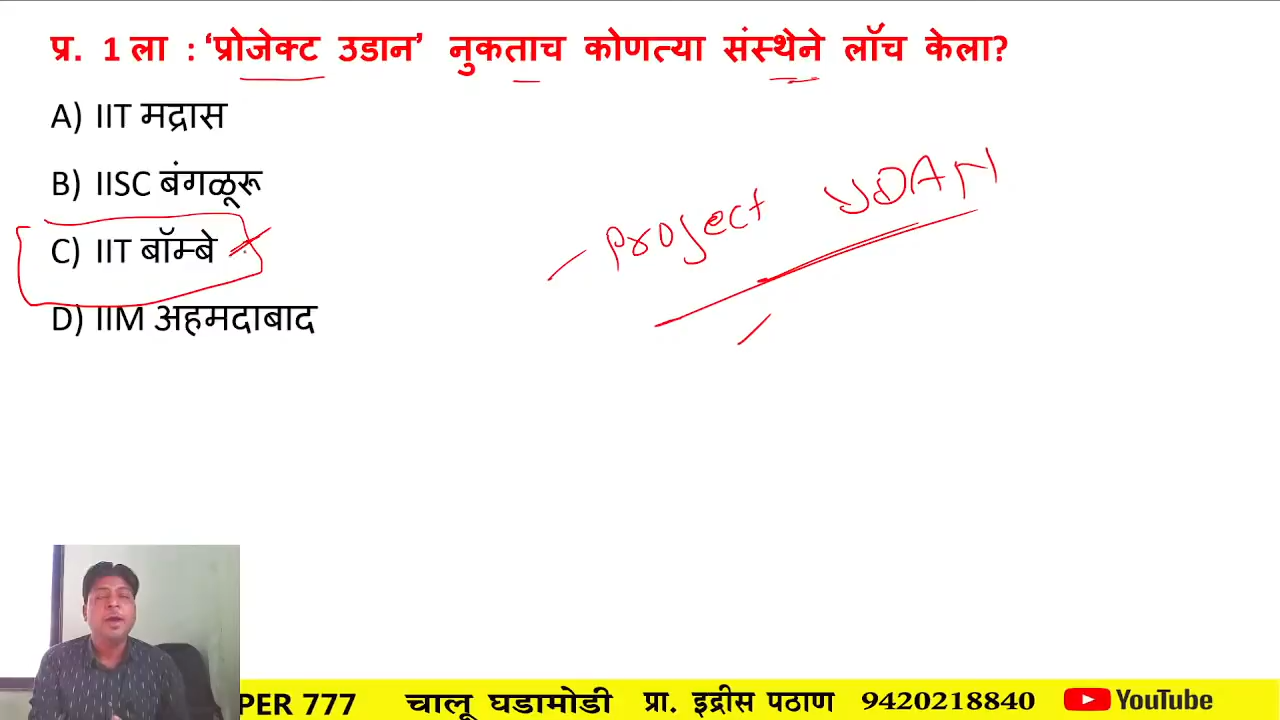 प्र. 1 ला : ‘प्रोजेक्ट उडान’ नुकताच कोणत्या संस्थेने लॉच केला?
A) IIT मद्रास
B) IISC बंगळूरू
C) IIT बॉम्बे
D) IIM अहमदाबाद
Project UDAN
PER 777 चालू घडामोडी प्रा. इद्रीस पठाण 9420218840 YouTube